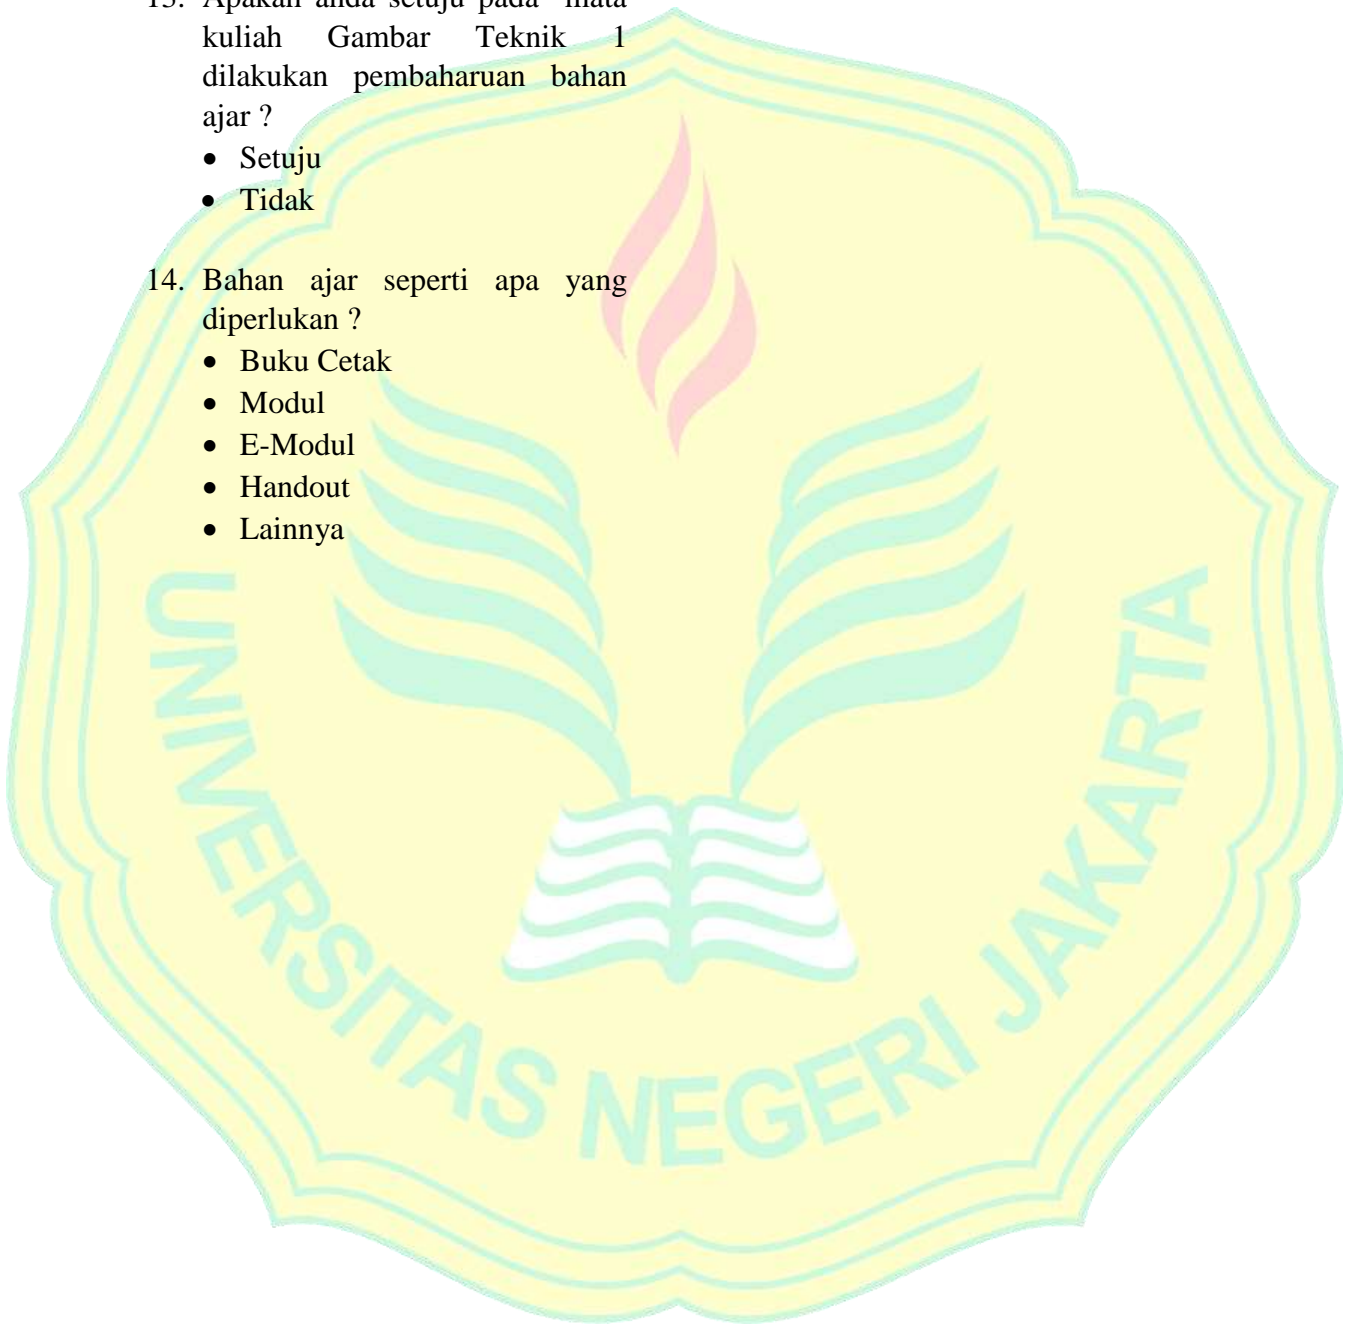 13. Apakah anda setuju pada mata
kuliah Gambar Teknik 1
dilakukan pembaharuan bahan
ajar ?
• Setuju
• Tidak
14. Bahan ajar seperti apa yang
diperlukan ?
• Buku Cetak
• Modul
• E-Modul
• Handout
• Lainnya
UNIVERSITAS NEGERI JAKARTA